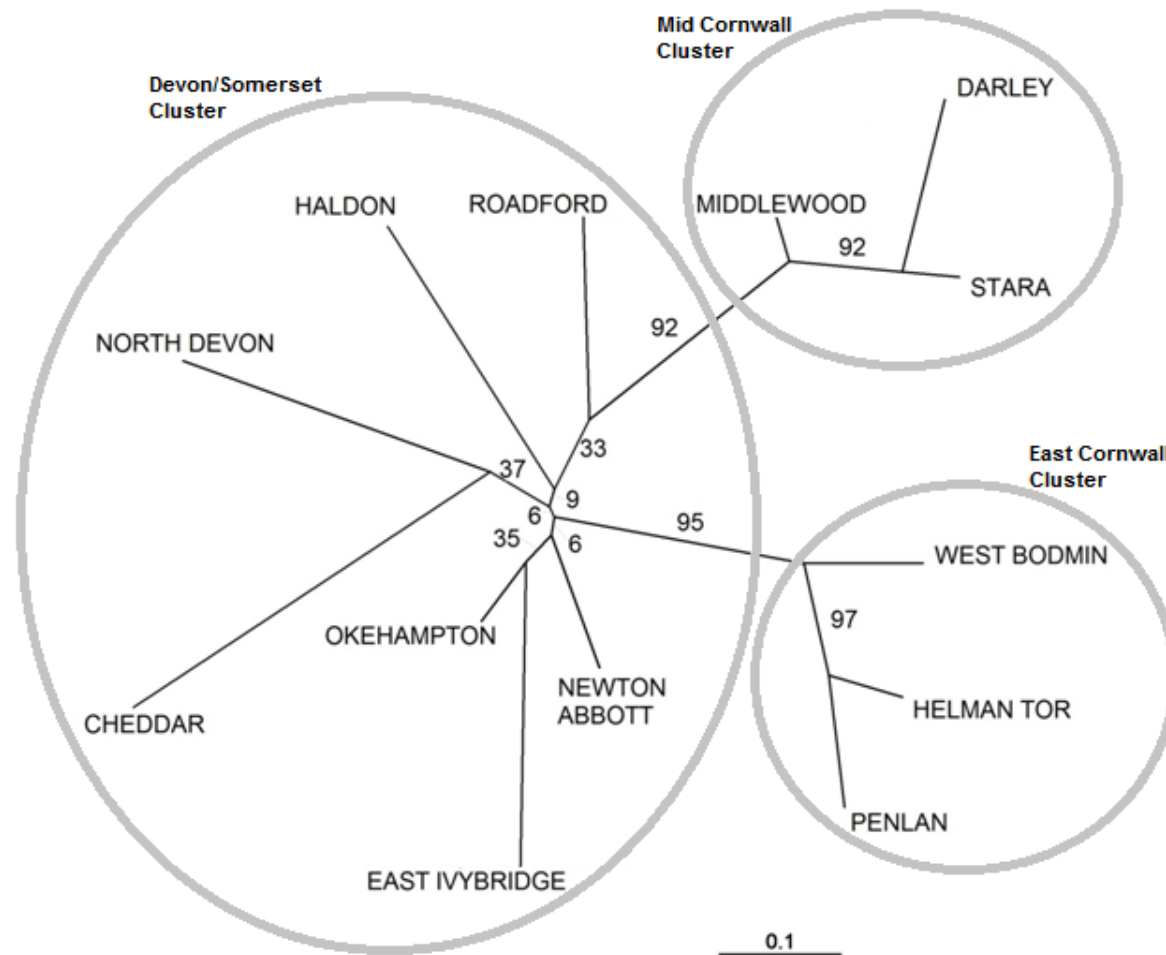 Mid Cornwall
Cluster
Devon/Somerset
Cluster
DARLEY
HALDON
ROADFORD
MIDDLEWOOD
92
STARA
NORTH DEVON
92
33
37
9
East Cornwall
Cluster
6
95
35
6
WEST BODMIN
97
OKEHAMPTON
NEWTON
ABBOTT
HELMAN TOR
CHEDDAR
PENLAN
EAST IVYBRIDGE
0.1